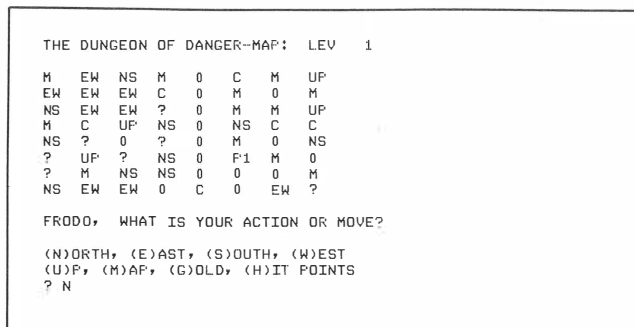 THE DUNGEON OF DANGER--MAP: LEV 1
M EW NS M 0 C M UP
EW EW EW C 0 M 0 M
NS EW EW ? 0 M M UP
M C UP NS 0 NS C C
NS ? 0 ? 0 M 0 NS
? UP ? NS 0 P1 M 0
? M NS NS 0 0 0 M
NS EW EW 0 C 0 EW ?
FRODO, WHAT IS YOUR ACTION OR MOVE?
(N)ORTH, (E)AST, (S)OUTH, (W)EST
(U)P, (M)AP, (G)OLD, (H)IT POINTS
? N